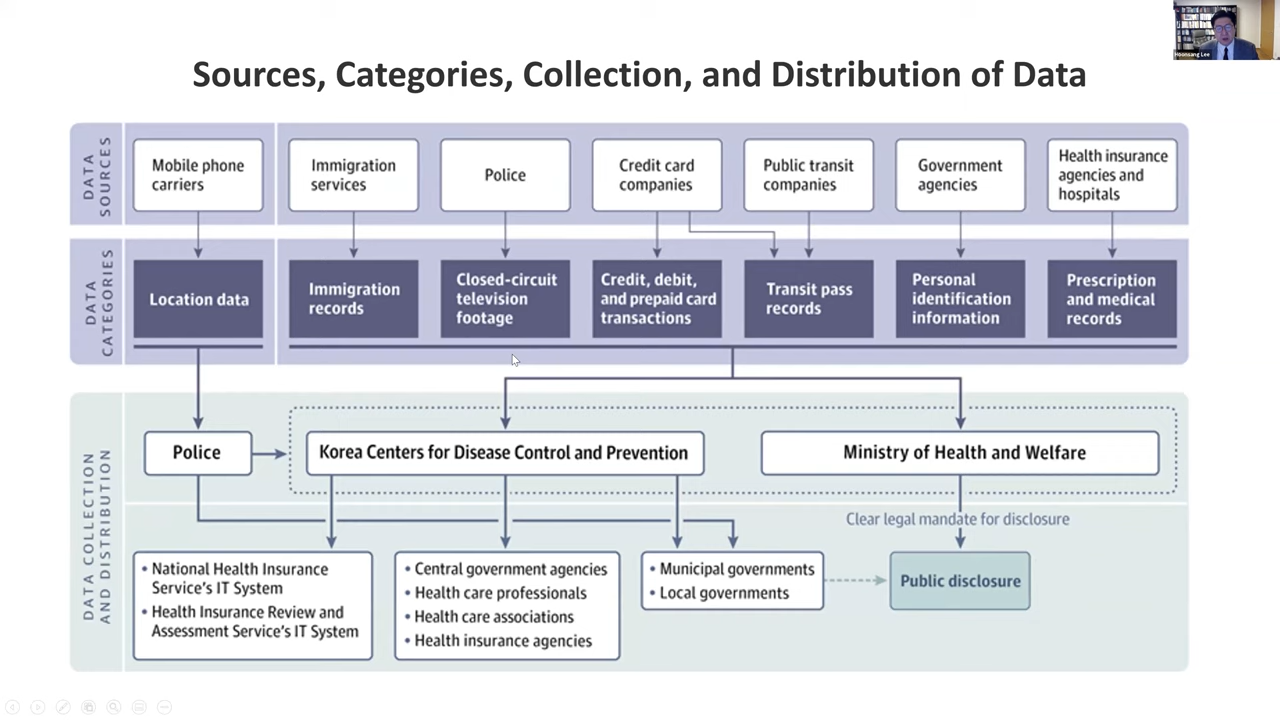 Hoonsang Lee
Sources, Categories, Collection, and Distribution of Data
DATA
SOURCES
Mobile phone
carriers
Immigration
services
Police
Credit card
companies
Public transit
companies
Government
agencies
Health insurance
agencies and
hospitals
DATA
CATEGORIES
Location data
Immigration
records
Closed-circuit
television
footage
Credit, debit,
and prepaid card
transactions
Transit pass
records
Personal
identification
information
Prescription
and medical
records
DATA COLLECTION
AND DISTRIBUTION
Police
Korea Centers for Disease Control and Prevention
Ministry of Health and Welfare
Clear legal mandate for disclosure
• National Health Insurance
Service's IT System
• Health Insurance Review and
Assessment Service's IT System
• Central government agencies
• Health care professionals
• Health care associations
• Health insurance agencies
• Municipal governments
• Local governments
Public disclosure